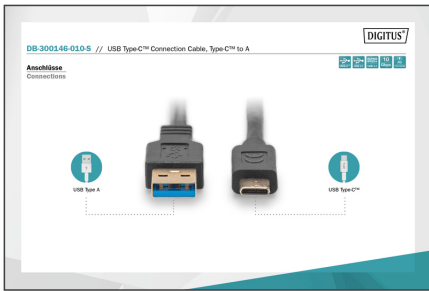 DIGITUS®
DB-300146-010-S // USB Type-C™ Connection Cable, Type-C™ to A
Anschlüsse
Connections
10
Gbps
USB Type A
USB Type-C™